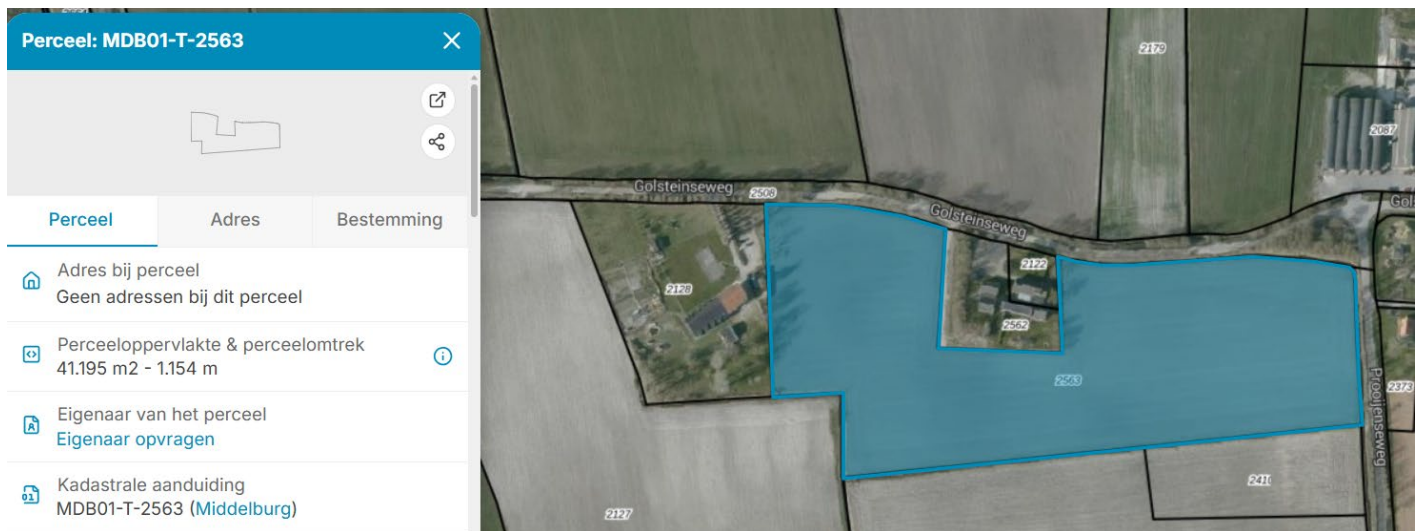 Perceel: MDB01-T-2563
Perceel
Adres
Bestemming
Adres bij perceel
Geen adressen bij dit perceel
Perceeloppervlakte & perceelomtrek
41.195 m2 - 1.154 m
Eigenaar van het perceel
Eigenaar opvragen
Kadastrale aanduiding
MDB01-T-2563 (Middelburg)
2179
2087
Golsteinseweg
2508
Gol
Golsteinseweg
2122
2128
2562
2563
2373
Prooijenseweg
2127